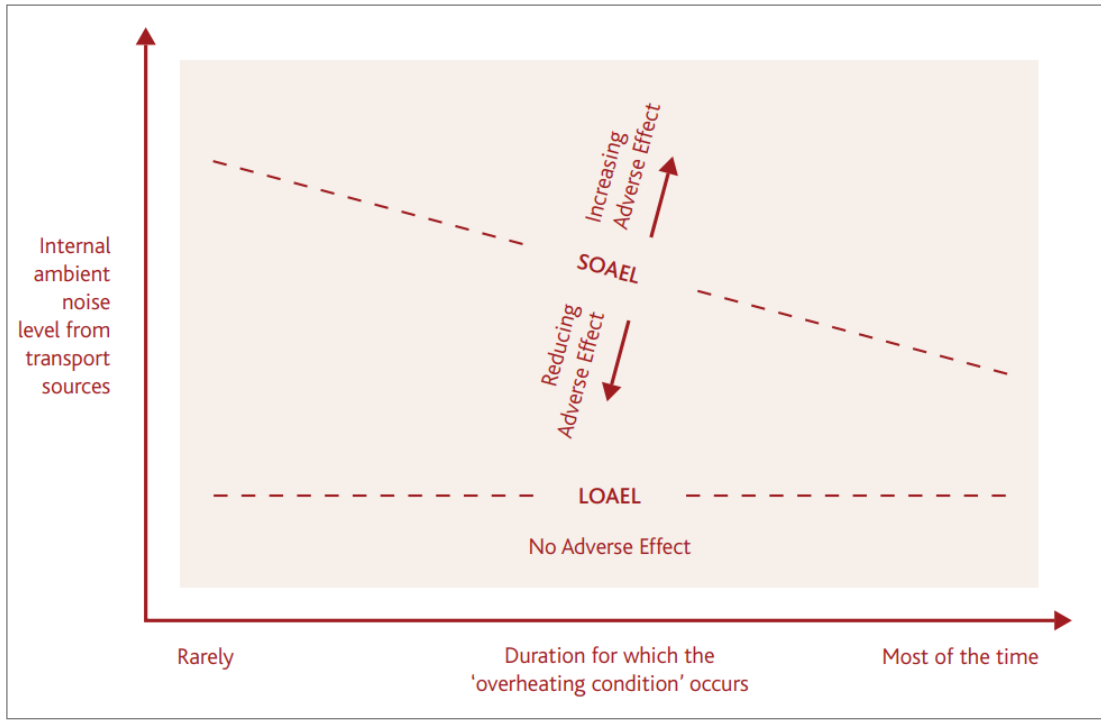 Increasing
Adverse Effect
Internal
ambient
noise
level from
transport
sources
SOAEL
Reducing
Adverse Effect
LOAEL
No Adverse Effect
Rarely
Duration for which the
‘overheating condition’ occurs
Most of the time